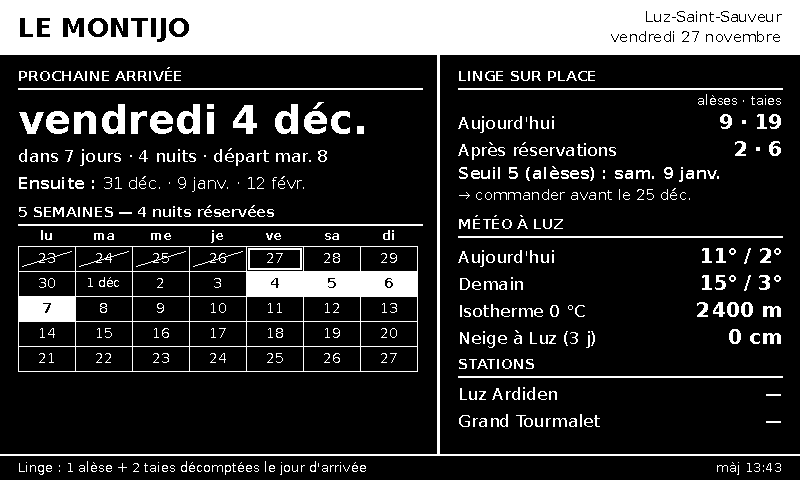 LE MONTIJO
Luz-Saint-Sauveur
vendredi 27 novembre
PROCHAINE ARRIVÉE
vendredi 4 déc.
dans 7 jours · 4 nuits · départ mar. 8
Ensuite : 31 déc. · 9 janv. · 12 févr.
5 SEMAINES — 4 nuits réservées
lu ma me je ve sa di
23 24 25 26 27 28 29
30 1 déc 2 3 4 5 6
7 8 9 10 11 12 13
14 15 16 17 18 19 20
21 22 23 24 25 26 27
LINGE SUR PLACE
alèses · taies
Aujourd'hui 9 · 19
Après réservations 2 · 6
Seuil 5 (alèses) : sam. 9 janv.
→ commander avant le 25 déc.
MÉTÉO À LUZ
Aujourd'hui 11° / 2°
Demain 15° / 3°
Isotherme 0 °C 2400 m
Neige à Luz (3 j) 0 cm
STATIONS
Luz Ardiden —
Grand Tourmalet —
Linge : 1 alèse + 2 taies décomptées le jour d'arrivée
màj 13:43